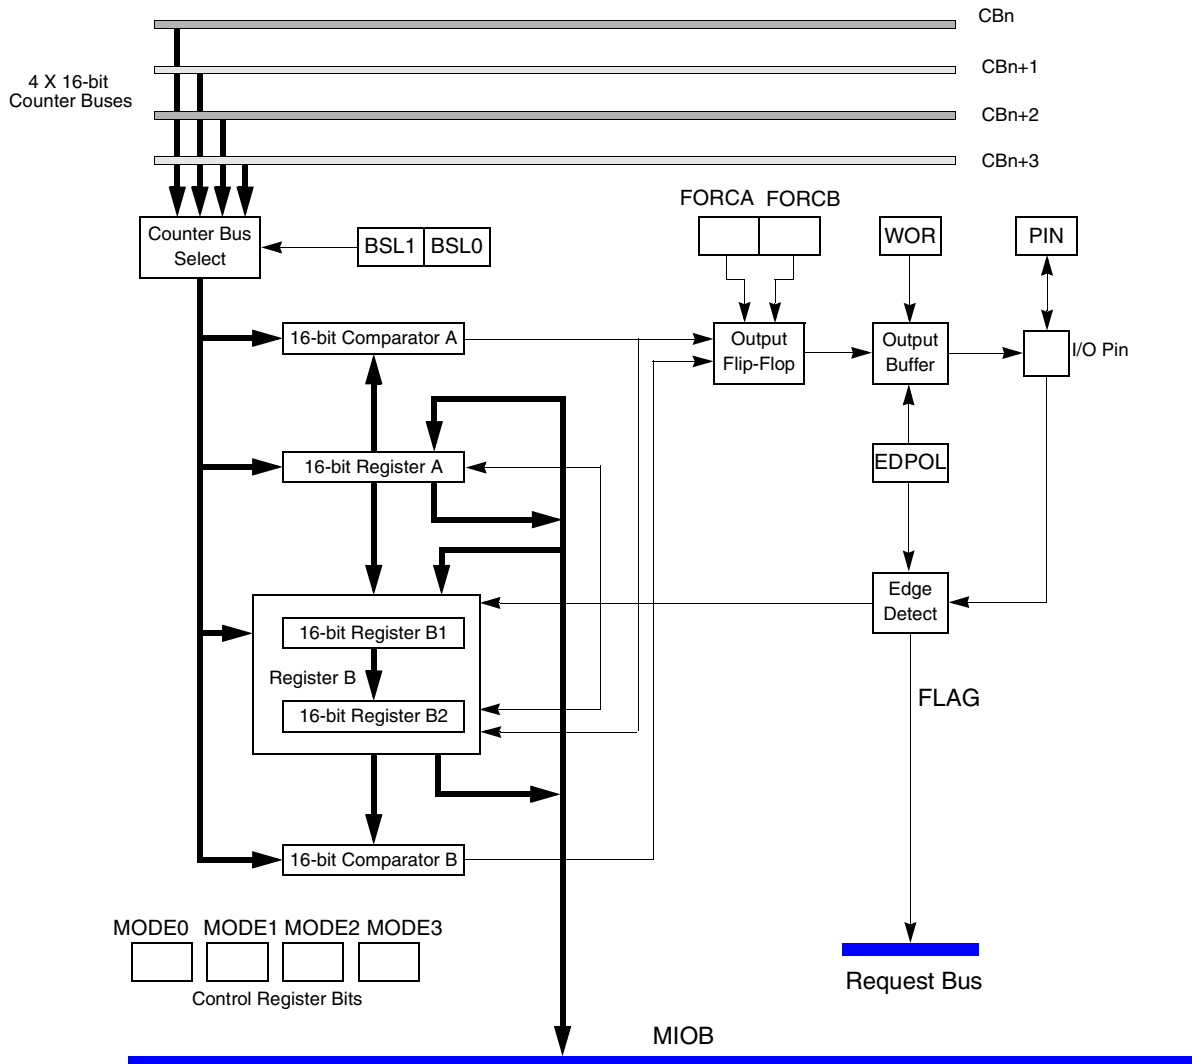 CBn
4 X 16-bit
Counter Buses
CBn+1
CBn+2
CBn+3
FORCA FORCB
Counter Bus
Select
BSL1 BSL0
WOR
PIN
16-bit Comparator A
Output
Flip-Flop
Output
Buffer
I/O Pin
16-bit Register A
EDPOL
Edge
Detect
16-bit Register B1
Register B
16-bit Register B2
FLAG
16-bit Comparator B
MODE0 MODE1 MODE2 MODE3
Control Register Bits
Request Bus
MIOB